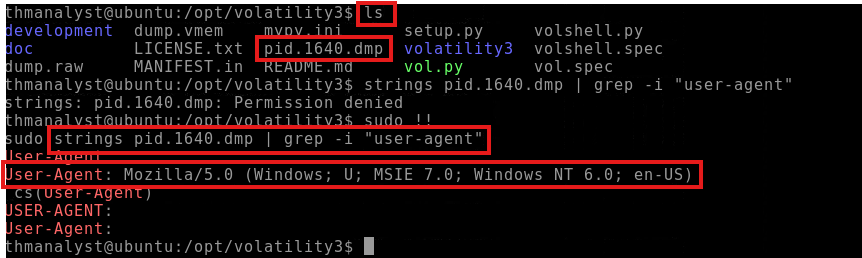 thmanalyst@ubuntu:/opt/volatility3$ ls
development  dump.vmem    mypy.ini      setup.py     volshell.py
doc          LICENSE.txt  pid.1640.dmp  volatility3  volshell.spec
dump.raw     MANIFEST.in  README.md     vol.py       vol.spec
thmanalyst@ubuntu:/opt/volatility3$ strings pid.1640.dmp | grep -i "user-agent"
strings: pid.1640.dmp: Permission denied
thmanalyst@ubuntu:/opt/volatility3$ sudo !!
sudo strings pid.1640.dmp | grep -i "user-agent"
User-Agent
User-Agent: Mozilla/5.0 (Windows; U; MSIE 7.0; Windows NT 6.0; en-US)
 cs(User-Agent)
USER-AGENT:
User-Agent:
thmanalyst@ubuntu:/opt/volatility3$